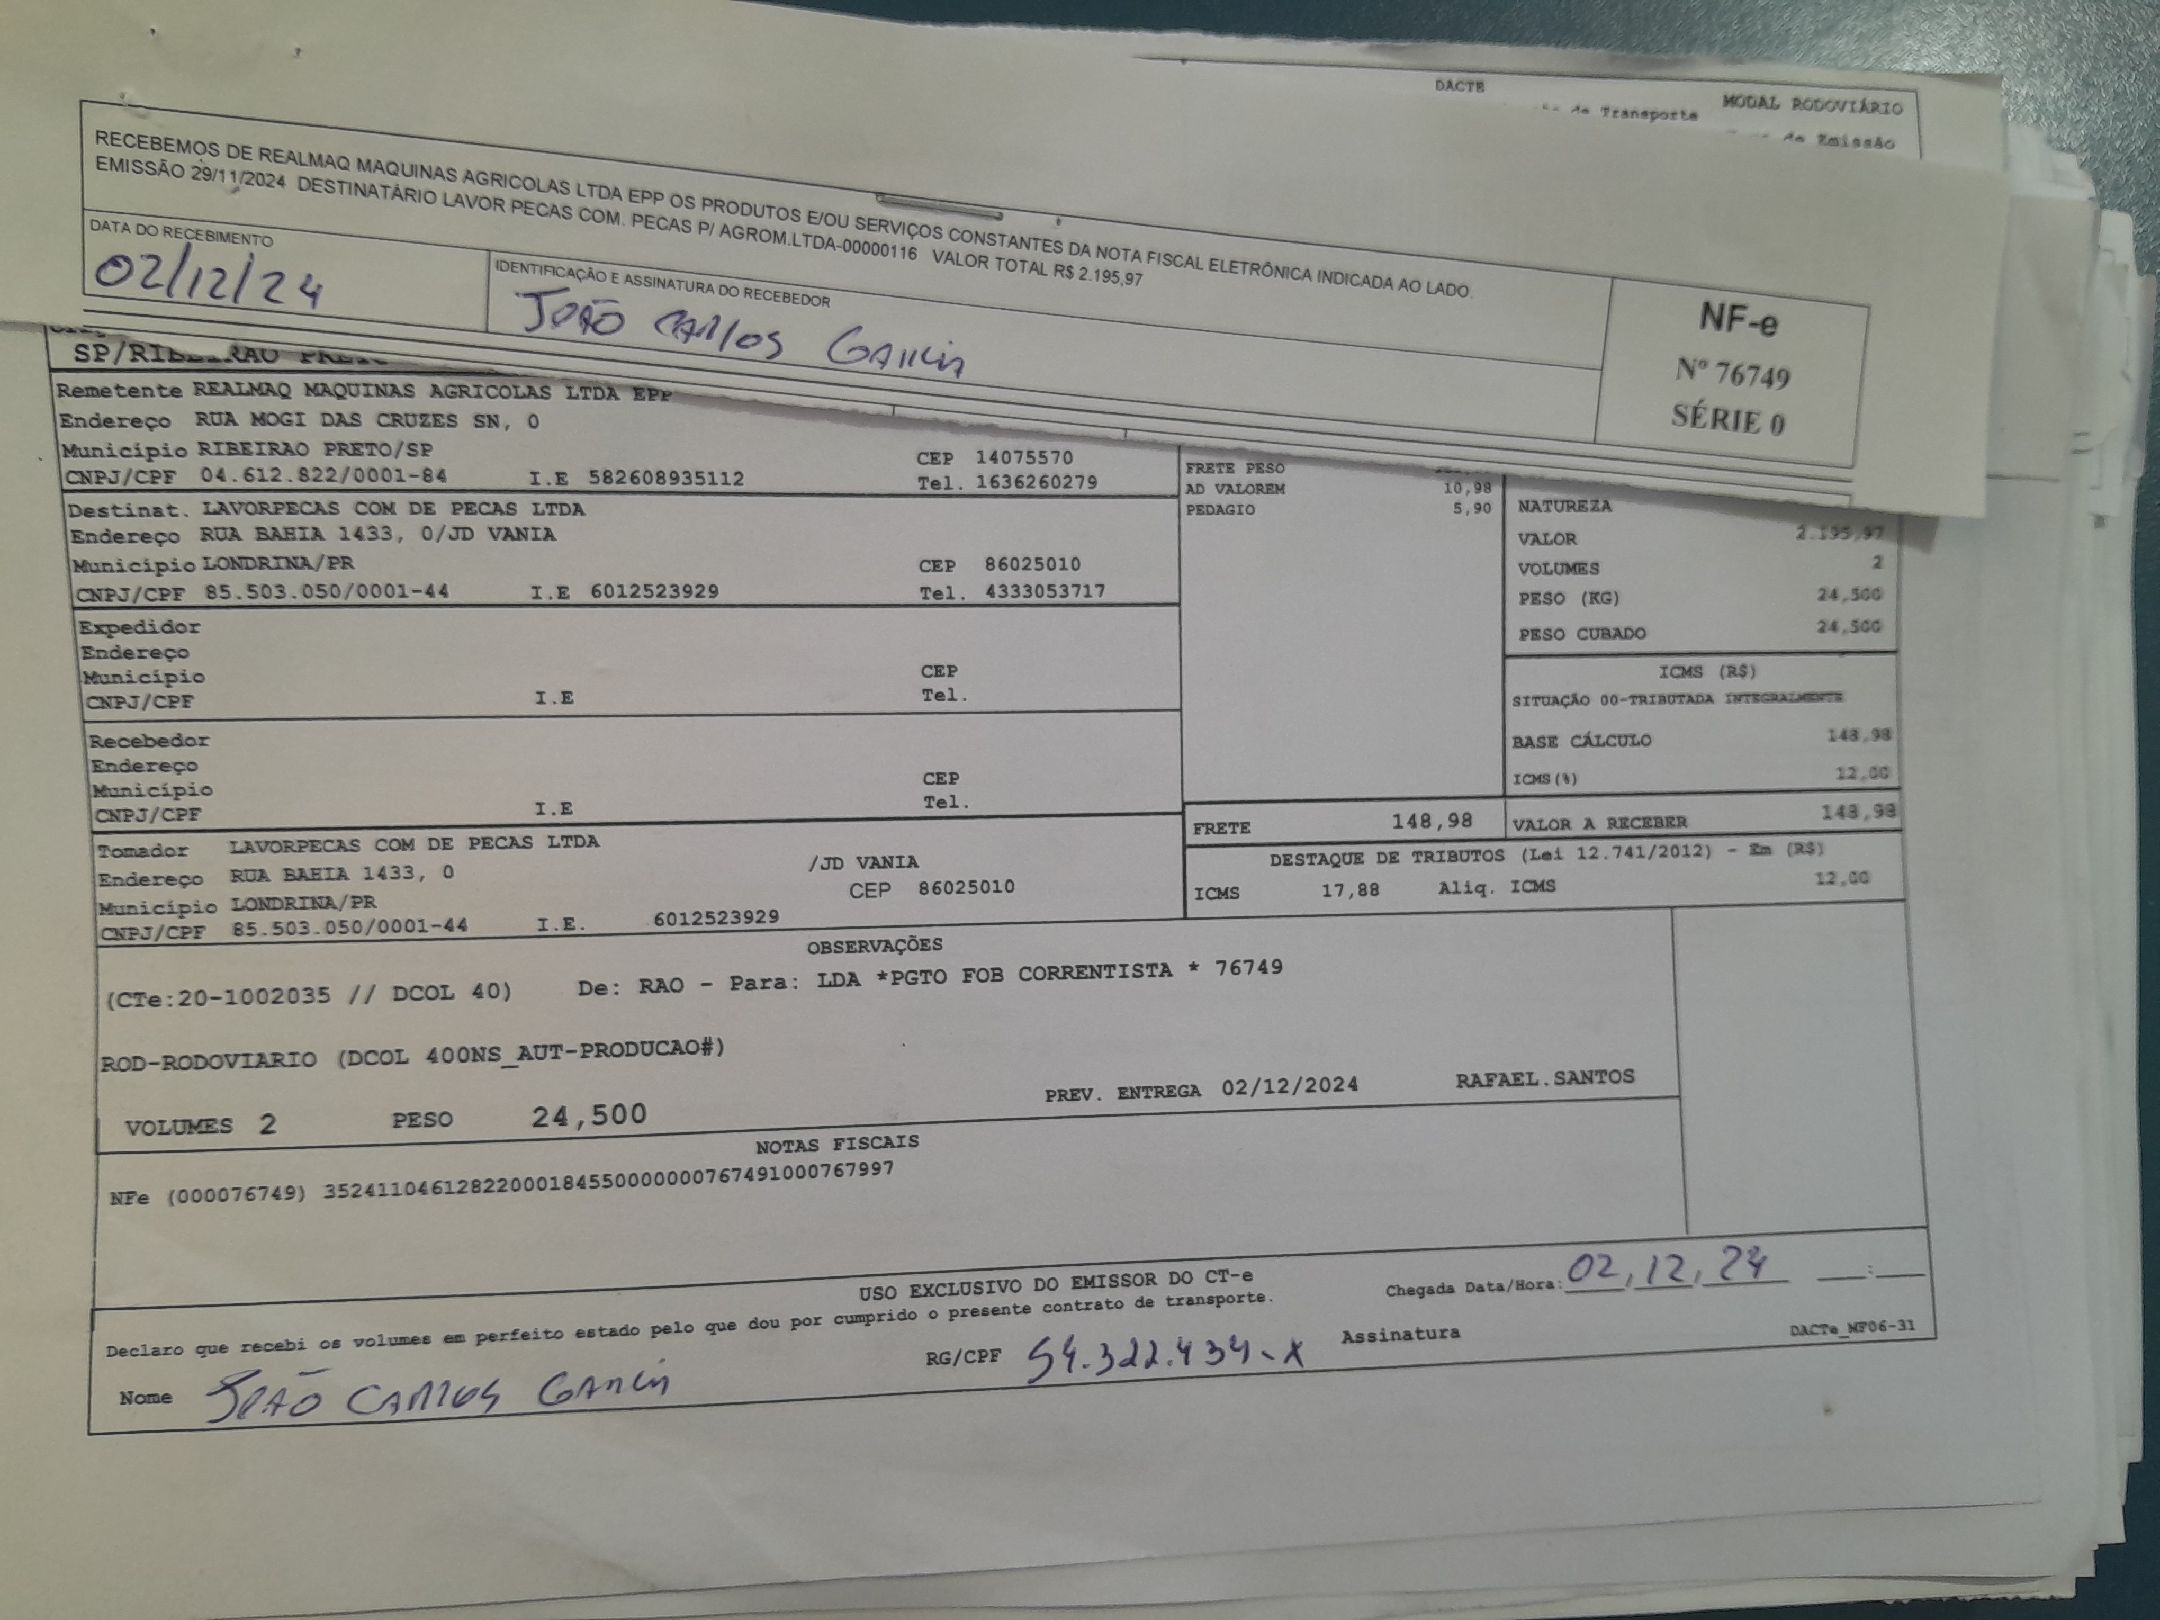 DACTE
de Transporte
MODAL RODOVIÁRIO
de Emissão
RECEBEMOS DE REALMAQ MAQUINAS AGRICOLAS LTDA EPP OS PRODUTOS E/OU SERVIÇOS CONSTANTES DA NOTA FISCAL ELETRÔNICA INDICADA AO LADO.
EMISSÃO 29/11/2024 DESTINATÁRIO LAVOR PECAS COM. PECAS P/ AGROM.LTDA-00000116 VALOR TOTAL R$ 2.195,97
DATA DO RECEBIMENTO
02/12/24
IDENTIFICAÇÃO E ASSINATURA DO RECEBEDOR
JOÃO CARLOS GARCIA
NF-e
Nº 76749
SÉRIE 0
Remetente REALMAQ MAQUINAS AGRICOLAS LTDA EPP
Endereço RUA MOGI DAS CRUZES SN, 0
Município RIBEIRAO PRETO/SP CEP 14075570
CNPJ/CPF 04.612.822/0001-84 I.E 582608935112 Tel. 1636260279
Destinat. LAVORPECAS COM DE PECAS LTDA
Endereço RUA BAHIA 1433, 0/JD VANIA
Município LONDRINA/PR CEP 86025010
CNPJ/CPF 85.503.050/0001-44 I.E 6012523929 Tel. 4333053717
Expedidor
Endereço
Município CEP
CNPJ/CPF I.E Tel.
Recebedor
Endereço
Município CEP
CNPJ/CPF I.E Tel.
Tomador LAVORPECAS COM DE PECAS LTDA
Endereço RUA BAHIA 1433, 0 /JD VANIA
Município LONDRINA/PR CEP 86025010
CNPJ/CPF 85.503.050/0001-44 I.E. 6012523929
FRETE PESO
AD VALOREM 10,98
PEDAGIO 5,90
NATUREZA
VALOR 2.195,97
VOLUMES 2
PESO (KG) 24,500
PESO CUBADO 24,500
ICMS (R$)
SITUAÇÃO 00-TRIBUTADA INTEGRALMENTE
BASE CÁLCULO 148,98
ICMS(%) 12,00
FRETE 148,98 VALOR A RECEBER 148,98
DESTAQUE DE TRIBUTOS (Lei 12.741/2012) - Em (R$)
ICMS 17,88 Aliq. ICMS 12,00
OBSERVAÇÕES
(CTe:20-1002035 // DCOL 40) De: RAO - Para: LDA *PGTO FOB CORRENTISTA * 76749
ROD-RODOVIARIO (DCOL 400NS_AUT-PRODUCAO#)
VOLUMES 2 PESO 24,500 PREV. ENTREGA 02/12/2024 RAFAEL.SANTOS
NOTAS FISCAIS
NFe (000076749) 35241104612822000184550000000767491000767997
USO EXCLUSIVO DO EMISSOR DO CT-e
Declaro que recebi os volumes em perfeito estado pelo que dou por cumprido o presente contrato de transporte.
Chegada Data/Hora: 02,12,24 __:__
Nome JOÃO CARLOS GARCIA RG/CPF 54.322.434-X Assinatura
DACTe_MF06-31